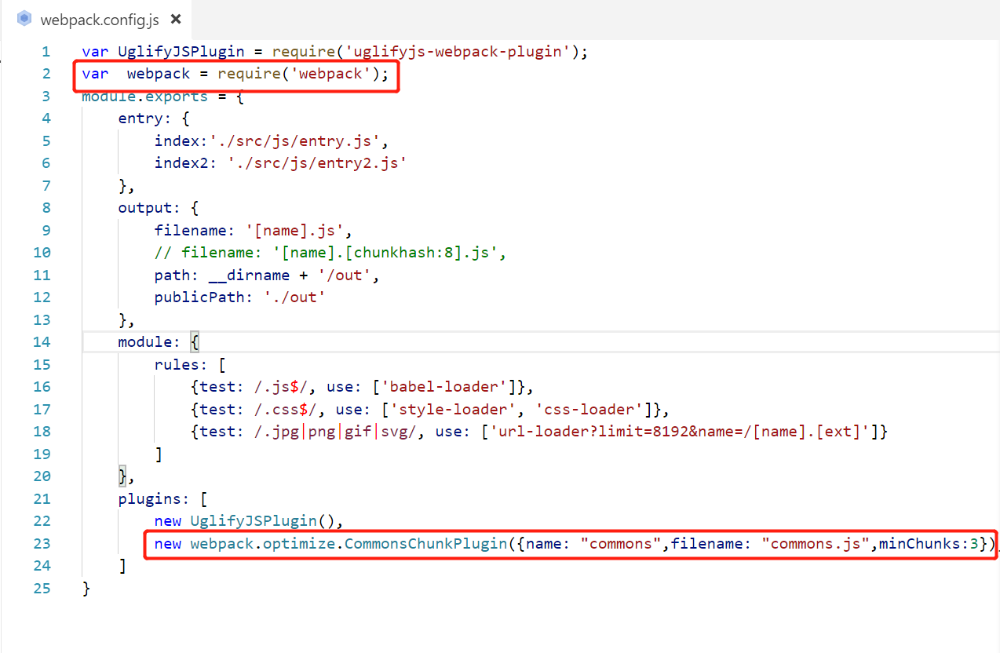 webpack.config.js ×
1 var UglifyJSPlugin = require('uglifyjs-webpack-plugin');
2 var  webpack = require('webpack');
3 module.exports = {
4     entry: {
5         index:'./src/js/entry.js',
6         index2: './src/js/entry2.js'
7     },
8     output: {
9         filename: '[name].js',
10         // filename: '[name].[chunkhash:8].js',
11         path: __dirname + '/out',
12         publicPath: './out'
13     },
14     module: {
15         rules: [
16             {test: /.js$/, use: ['babel-loader']},
17             {test: /.css$/, use: ['style-loader', 'css-loader']},
18             {test: /.jpg|png|gif|svg/, use: ['url-loader?limit=8192&name=/[name].[ext]']}
19         ]
20     },
21     plugins: [
22         new UglifyJSPlugin(),
23         new webpack.optimize.CommonsChunkPlugin({name: "commons",filename: "commons.js",minChunks:3})
24     ]
25 }